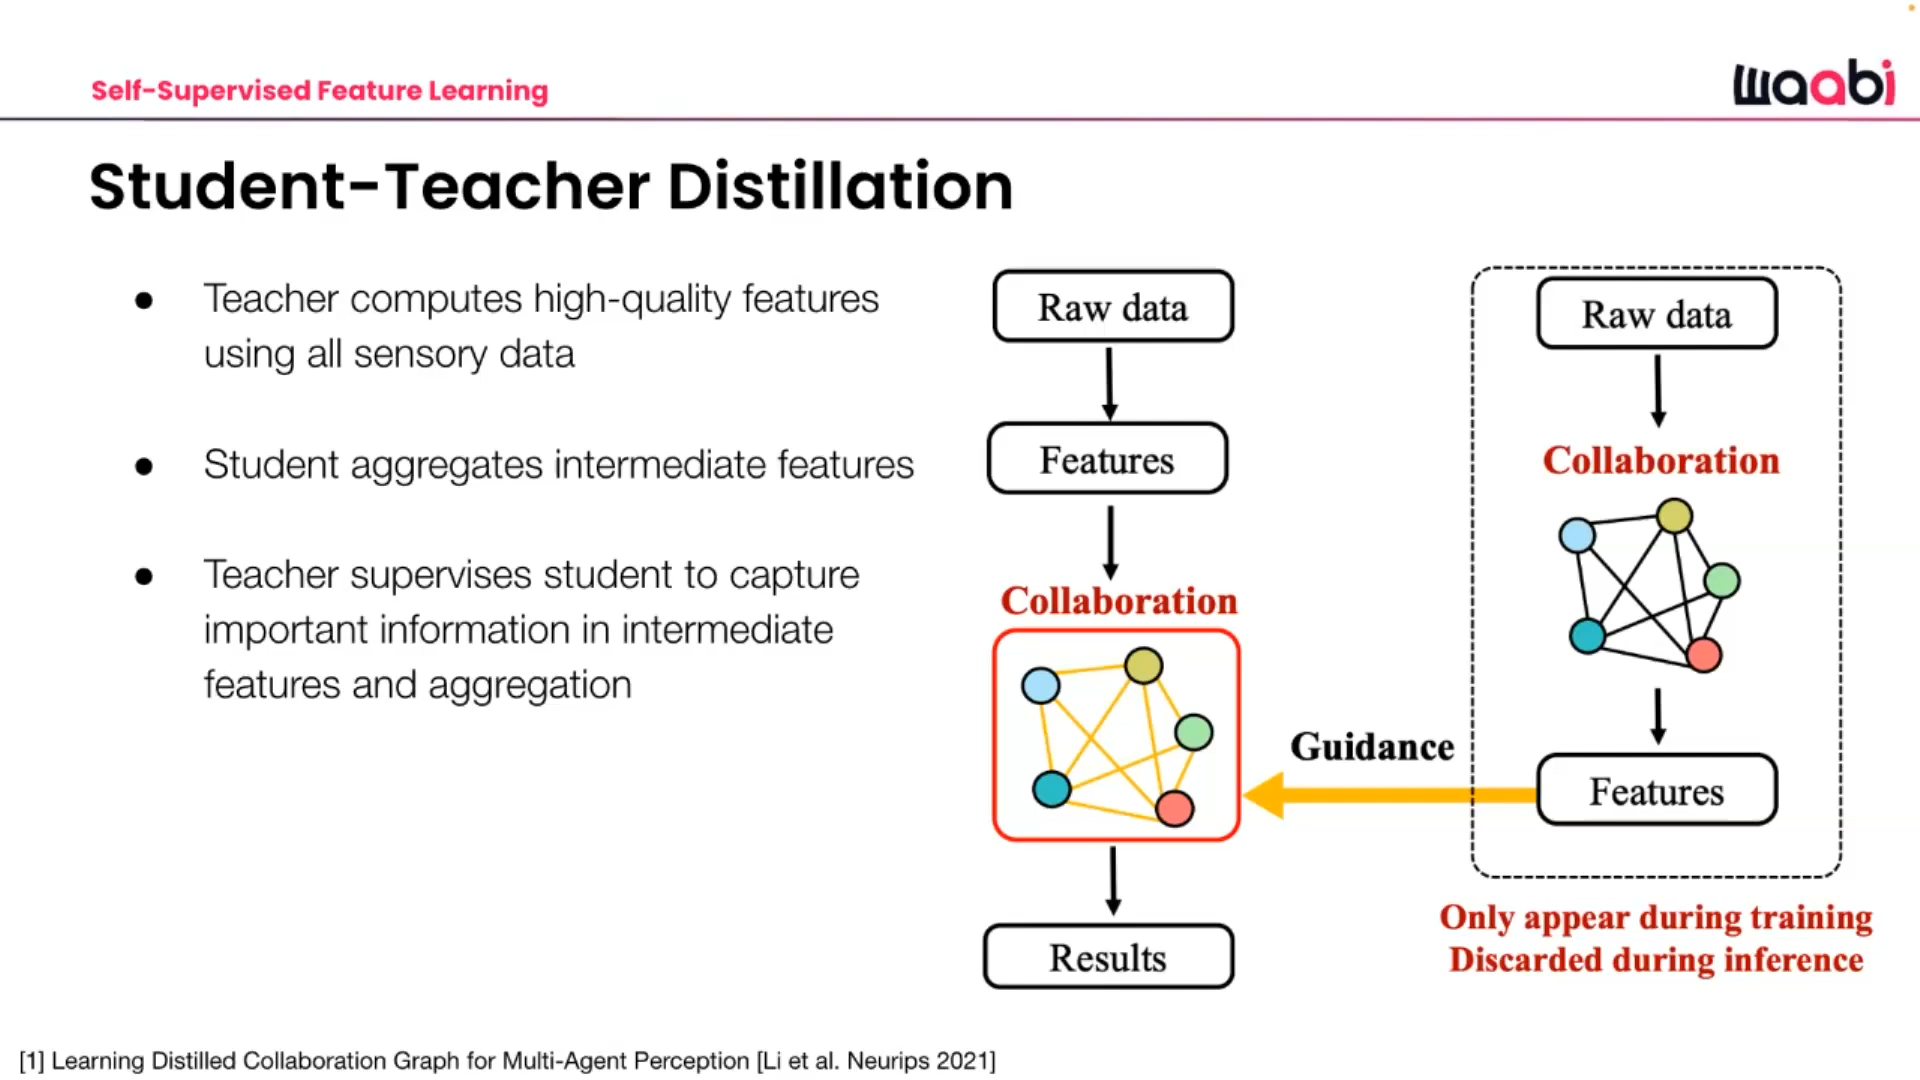 Self-Supervised Feature Learning
waabi
Student-Teacher Distillation
● Teacher computes high-quality features
using all sensory data
● Student aggregates intermediate features
● Teacher supervises student to capture
important information in intermediate
features and aggregation
Raw data
Features
Collaboration
Results
Guidance
Raw data
Collaboration
Features
Only appear during training
Discarded during inference
[1] Learning Distilled Collaboration Graph for Multi-Agent Perception [Li et al. Neurips 2021]